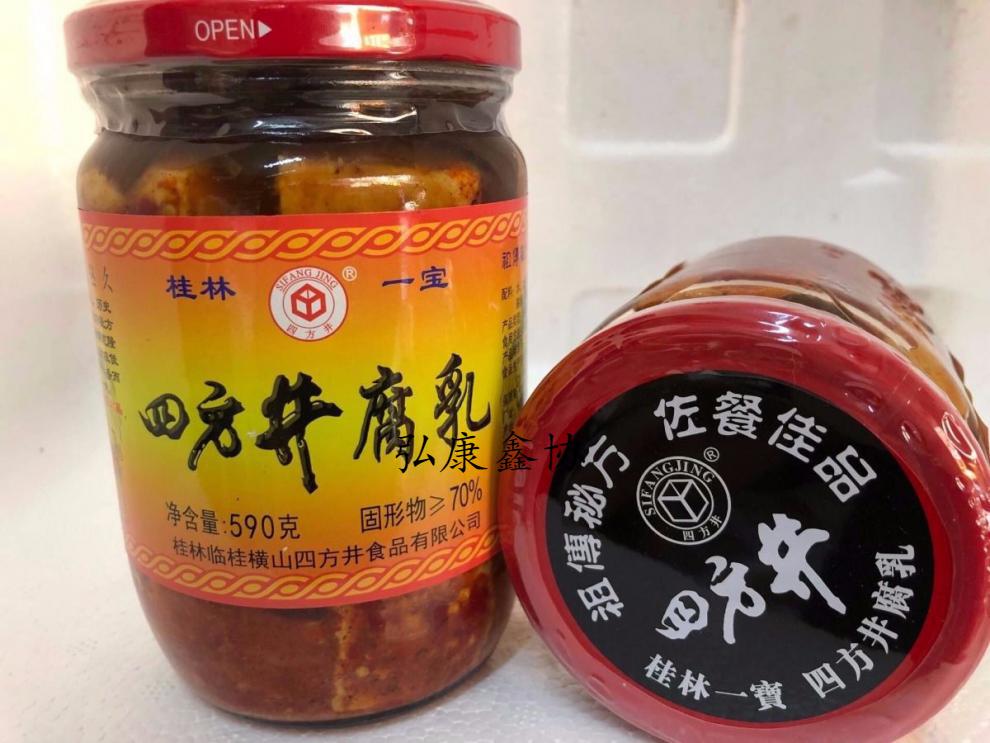 OPEN▶
桂林 一宝
SIFANG JING ®
四方井
四方井腐乳
净含量:590克
固形物≥70%
桂林临桂横山四方井食品有限公司
弘康鑫协
佐餐佳品
祖傳秘方
SIFANGJING ®
四方井
四方井
桂林一寶
四方井腐乳